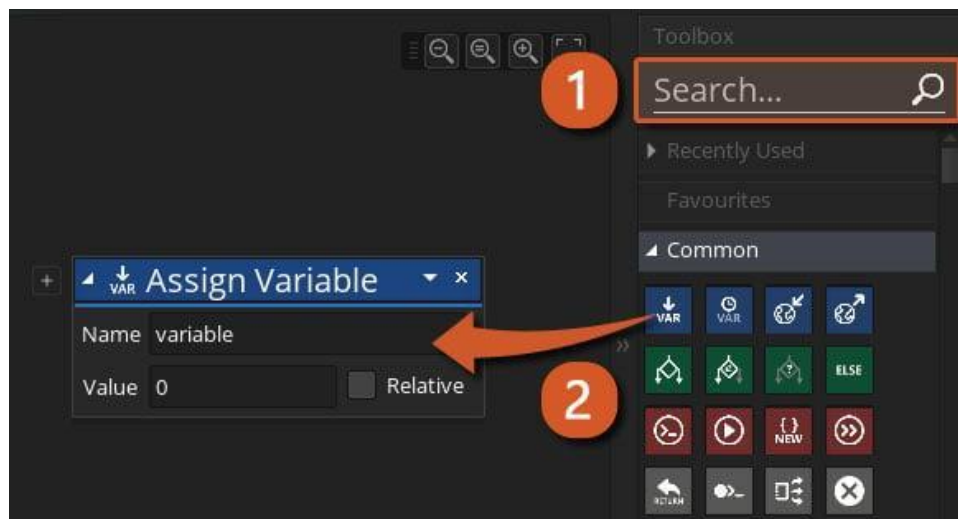 Toolbox
1
Search...
Recently Used
Favourites
Common
VAR Assign Variable
Name variable
Value 0 Relative
2
VAR VAR
ELSE
NEW
RETURN